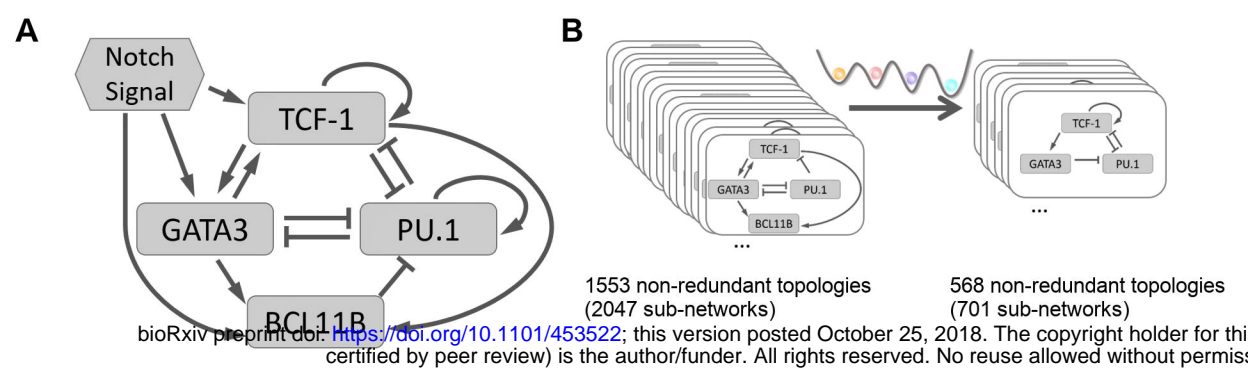 A
Notch
Signal
TCF-1
GATA3
PU.1
BCL11B
B
TCF-1
GATA3
PU.1
BCL11B
...
TCF-1
GATA3
PU.1
...
1553 non-redundant topologies
(2047 sub-networks)
568 non-redundant topologies
(701 sub-networks)
bioRxiv preprint doi: https://doi.org/10.1101/453522; this version posted October 25, 2018. The copyright holder for thi
certified by peer review) is the author/funder. All rights reserved. No reuse allowed without permiss